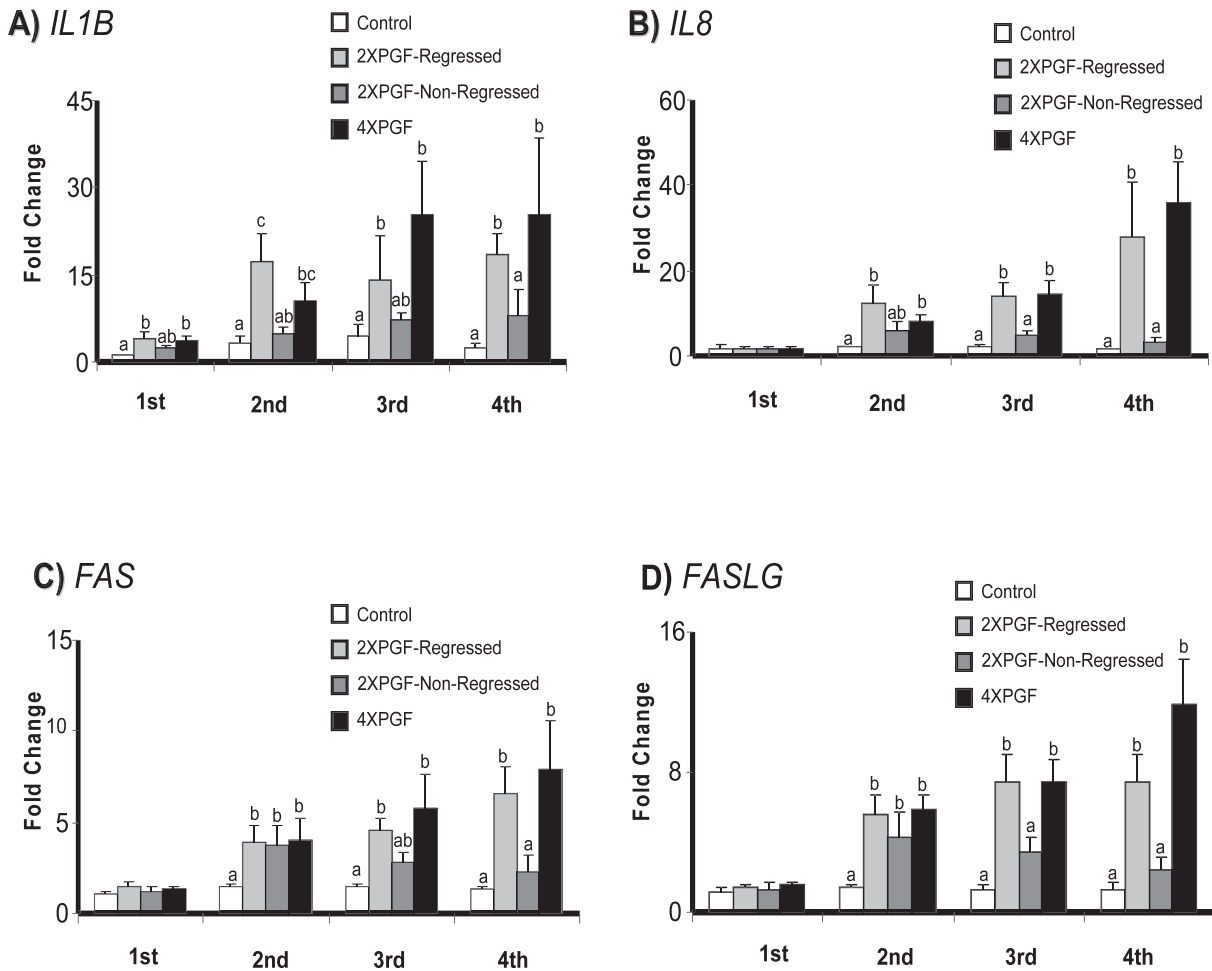 A) IL1B
Control
2XPGF-Regressed
2XPGF-Non-Regressed
4XPGF
Fold Change
45
30
15
0
a b ab b
a c ab bc
a b ab b
a b a b
1st 2nd 3rd 4th
B) IL8
Control
2XPGF-Regressed
2XPGF-Non-Regressed
4XPGF
Fold Change
60
40
20
0
a b ab b
a b a b
a b a b
1st 2nd 3rd 4th
C) FAS
Control
2XPGF-Regressed
2XPGF-Non-Regressed
4XPGF
Fold Change
15
10
5
0
a b b b
a b ab b
a b a b
1st 2nd 3rd 4th
D) FASLG
Control
2XPGF-Regressed
2XPGF-Non-Regressed
4XPGF
Fold Change
16
8
0
a b b b
a b a b
a b a b
1st 2nd 3rd 4th